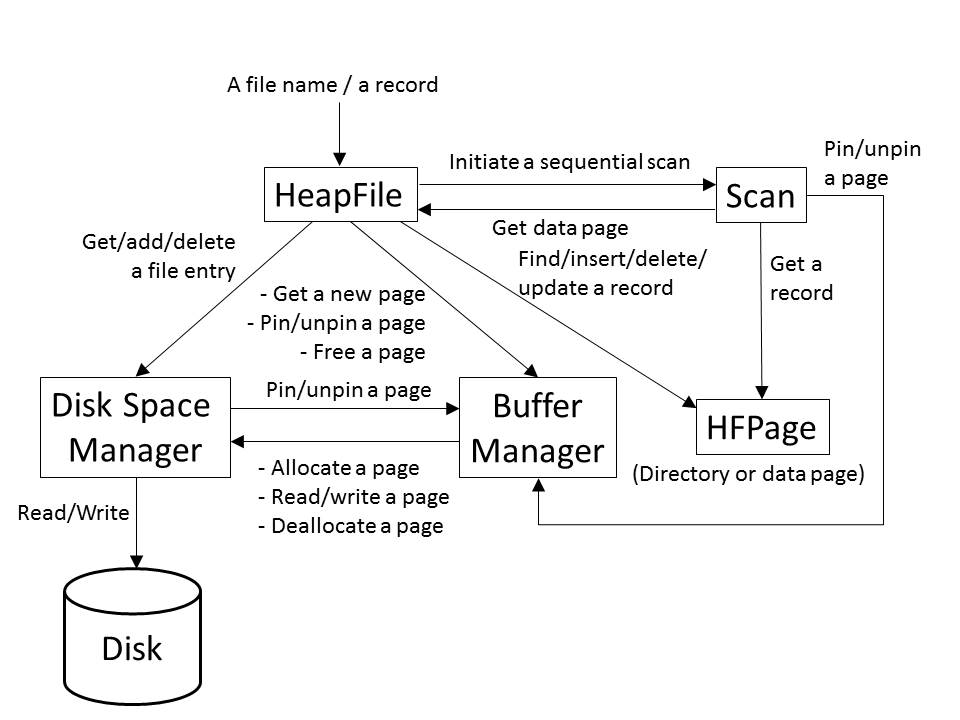 A file name / a record
HeapFile
Initiate a sequential scan
Get data page
Scan
Pin/unpin
a page
Get/add/delete
a file entry
- Get a new page
- Pin/unpin a page
- Free a page
Find/insert/delete/
update a record
Get a
record
Disk Space
Manager
Pin/unpin a page
Buffer
Manager
- Allocate a page
- Read/write a page
- Deallocate a page
HFPage
(Directory or data page)
Read/Write
Disk